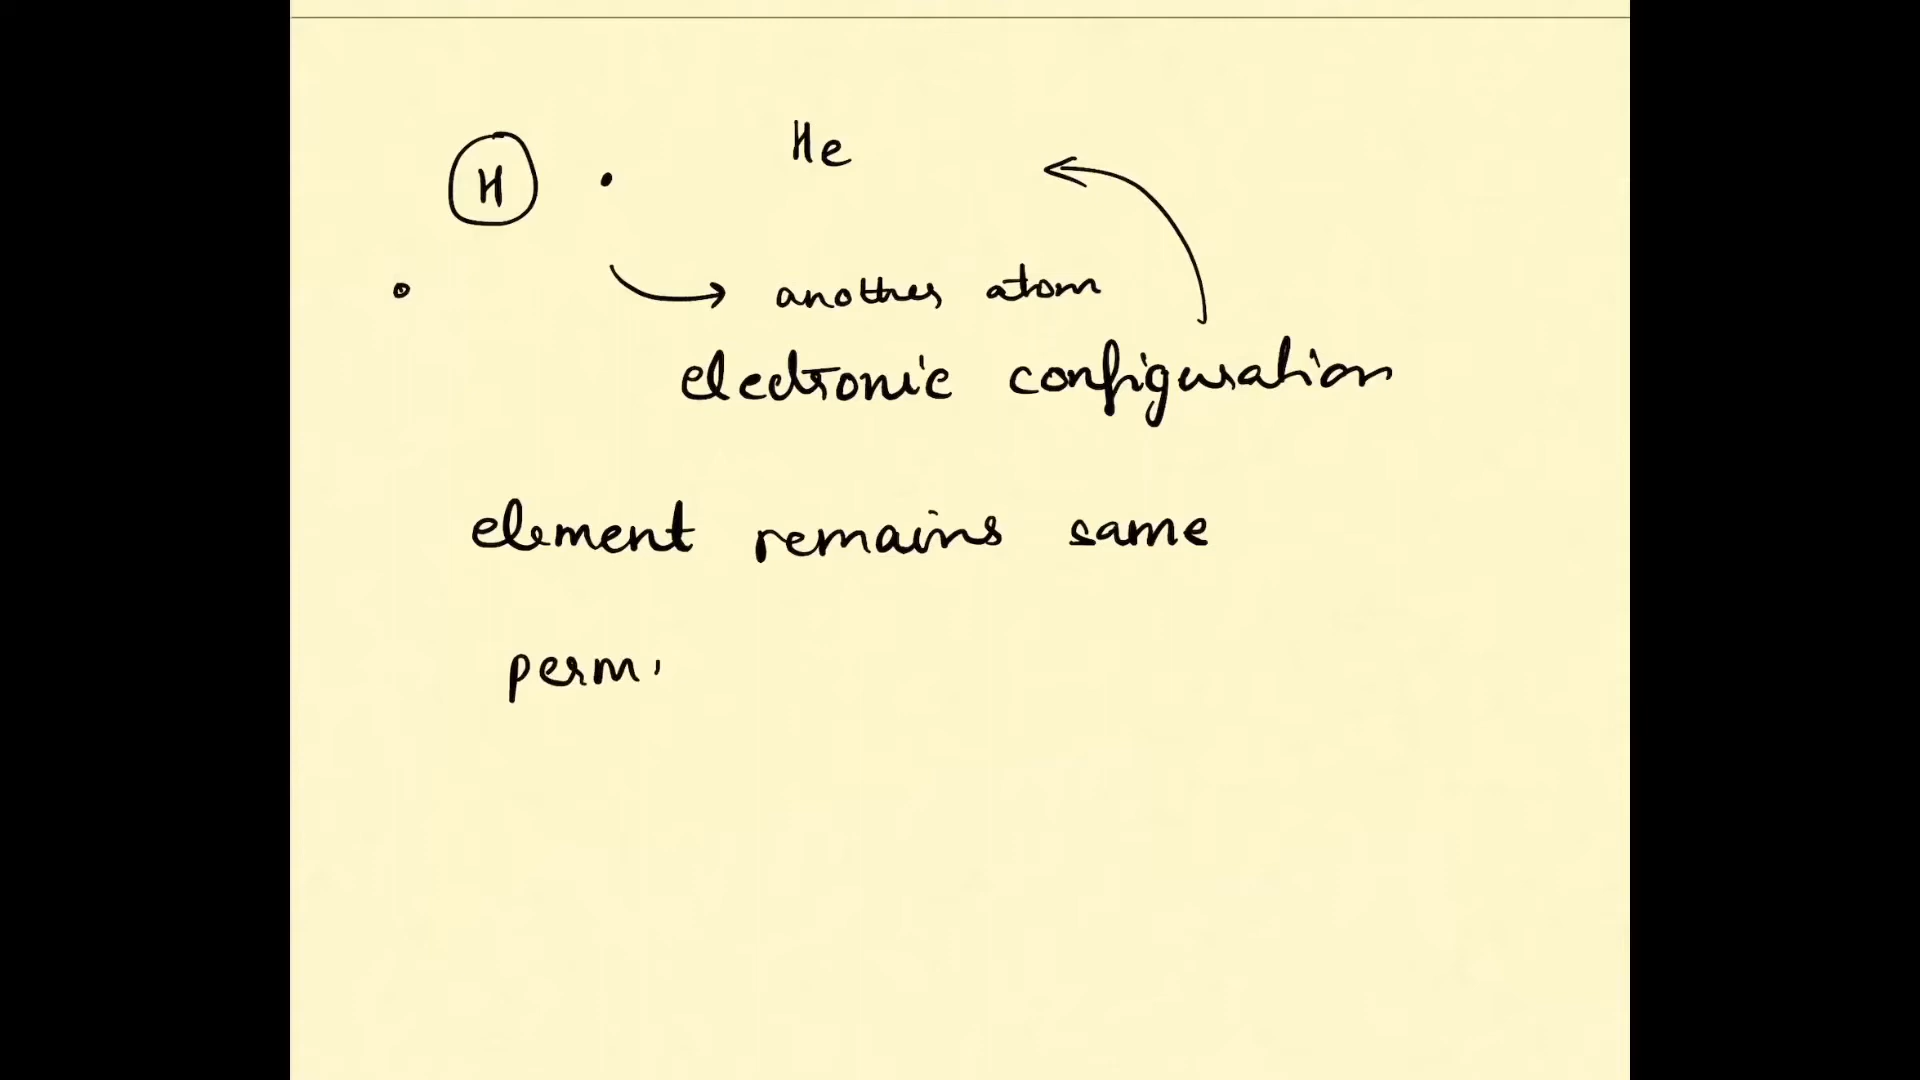 He
H
another atom
electronic configuration
element remains same
perm